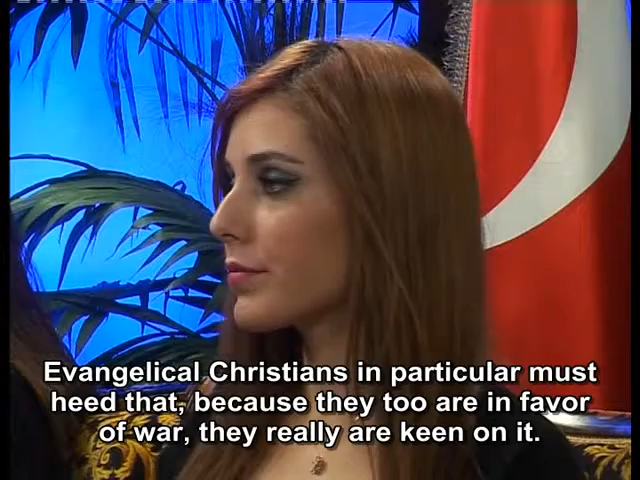 Evangelical Christians in particular must
heed that, because they too are in favor
of war, they really are keen on it.